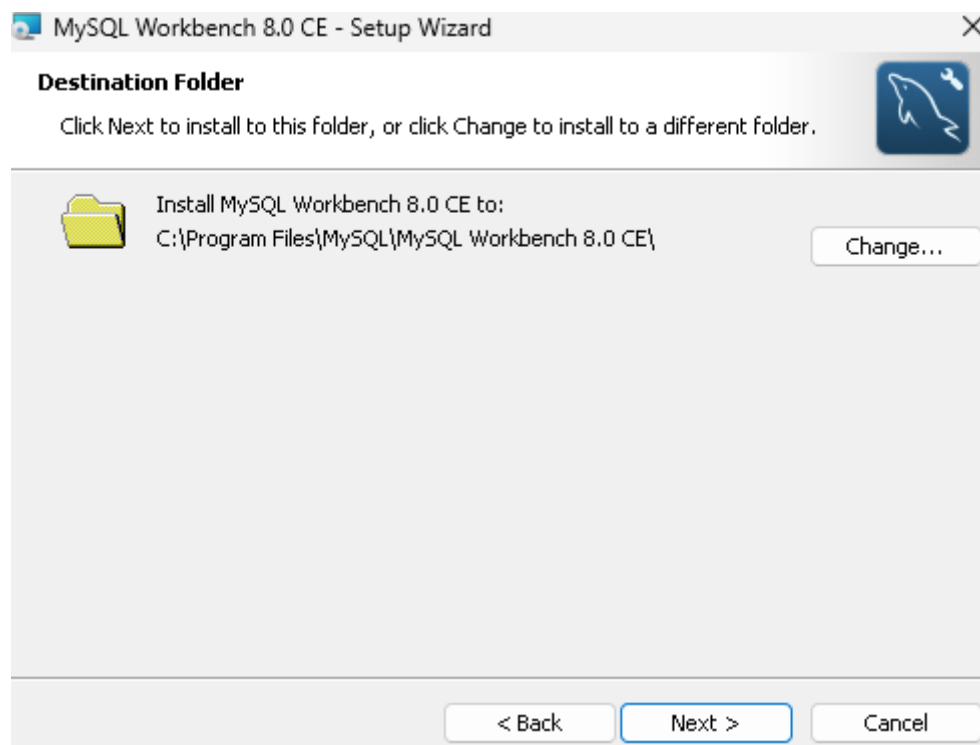 MySQL Workbench 8.0 CE - Setup Wizard
Destination Folder
Click Next to install to this folder, or click Change to install to a different folder.
Install MySQL Workbench 8.0 CE to:
C:\Program Files\MySQL\MySQL Workbench 8.0 CE\
Change...
< Back
Next >
Cancel